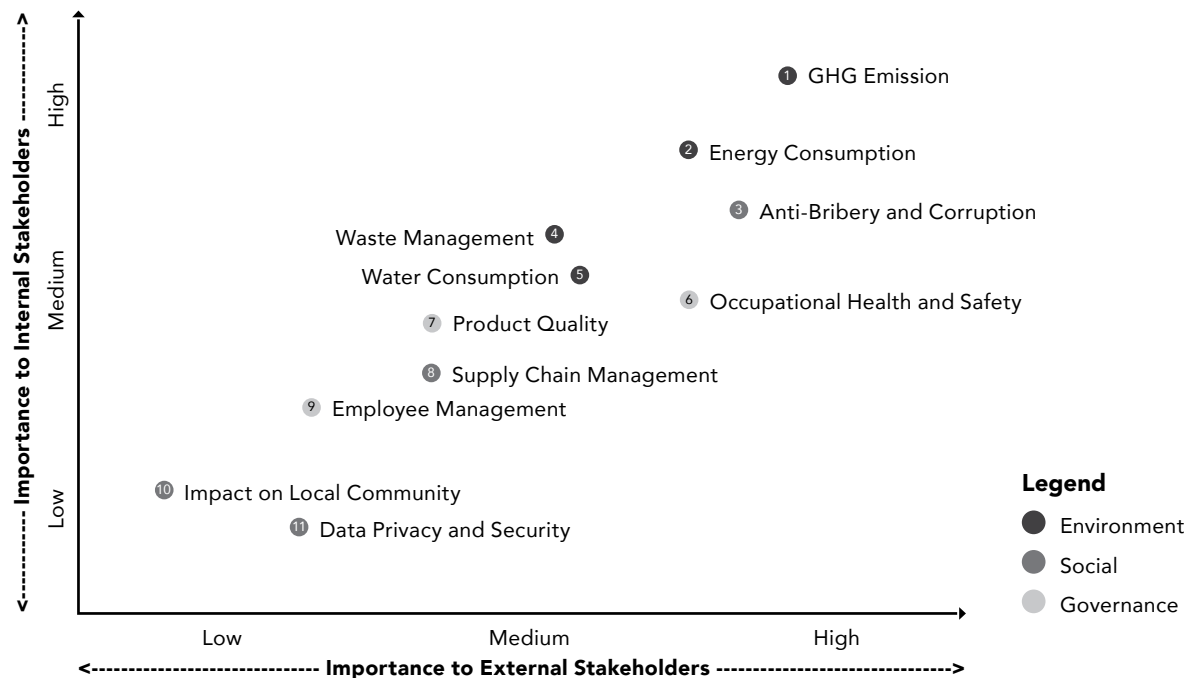 <------- Importance to Internal Stakeholders ------------->
High
Medium
Low
1 GHG Emission
2 Energy Consumption
3 Anti-Bribery and Corruption
Waste Management 4
Water Consumption 5
6 Occupational Health and Safety
7 Product Quality
8 Supply Chain Management
9 Employee Management
10 Impact on Local Community
11 Data Privacy and Security
Legend
Environment
Social
Governance
Low Medium High
<------------------------------- Importance to External Stakeholders ------------------------------->